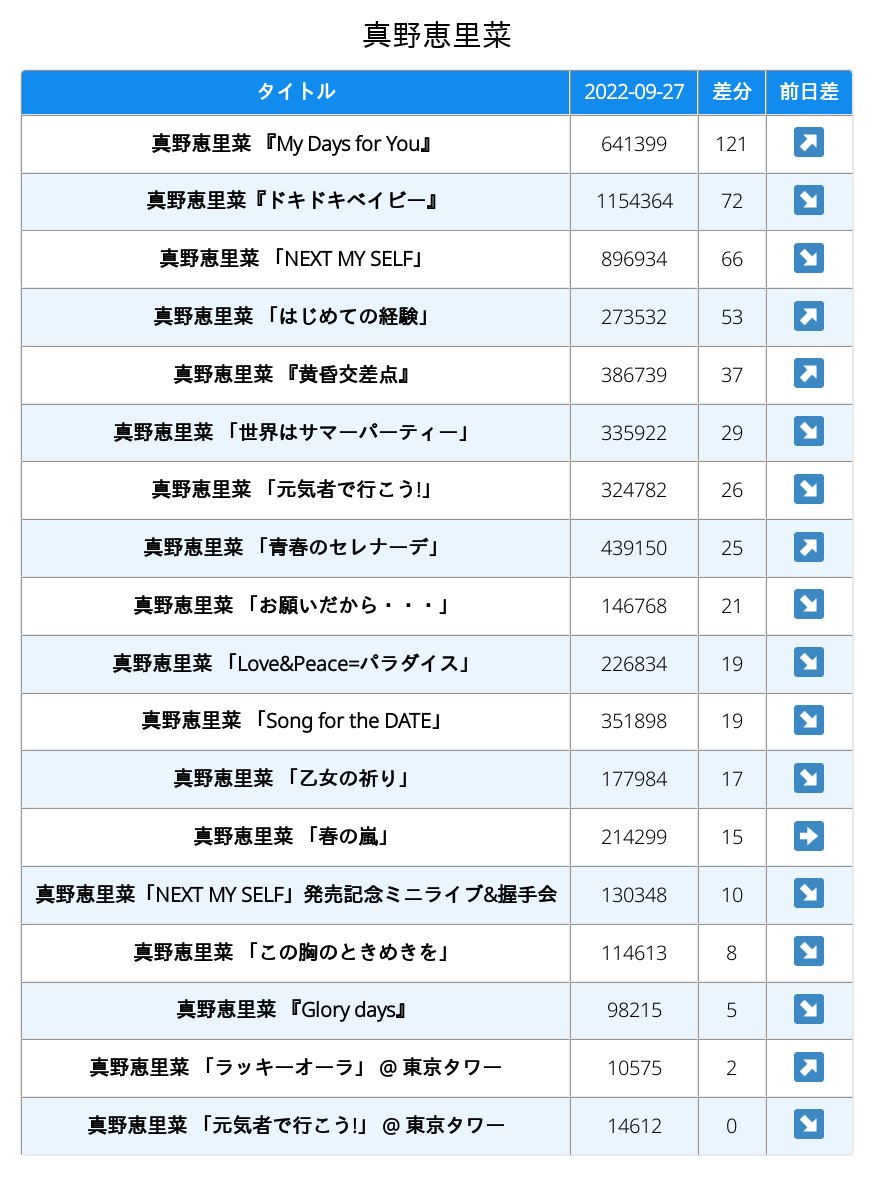 真野恵里菜
タイトル 2022-09-27 差分 前日差
真野恵里菜 『My Days for You』 641399 121 ↗
真野恵里菜『ドキドキベイビー』 1154364 72 ↘
真野恵里菜 「NEXT MY SELF」 896934 66 ↘
真野恵里菜 「はじめての経験」 273532 53 ↗
真野恵里菜 『黄昏交差点』 386739 37 ↗
真野恵里菜 「世界はサマーパーティー」 335922 29 ↘
真野恵里菜 「元気者で行こう!」 324782 26 ↘
真野恵里菜 「青春のセレナーデ」 439150 25 ↗
真野恵里菜 「お願いだから・・・」 146768 21 ↘
真野恵里菜 「Love&Peace=パラダイス」 226834 19 ↘
真野恵里菜 「Song for the DATE」 351898 19 ↘
真野恵里菜 「乙女の祈り」 177984 17 ↘
真野恵里菜 「春の嵐」 214299 15 ➡
真野恵里菜「NEXT MY SELF」発売記念ミニライブ&握手会 130348 10 ↘
真野恵里菜 「この胸のときめきを」 114613 8 ↘
真野恵里菜 『Glory days』 98215 5 ↘
真野恵里菜 「ラッキーオーラ」 @ 東京タワー 10575 2 ↗
真野恵里菜 「元気者で行こう!」 @ 東京タワー 14612 0 ↘